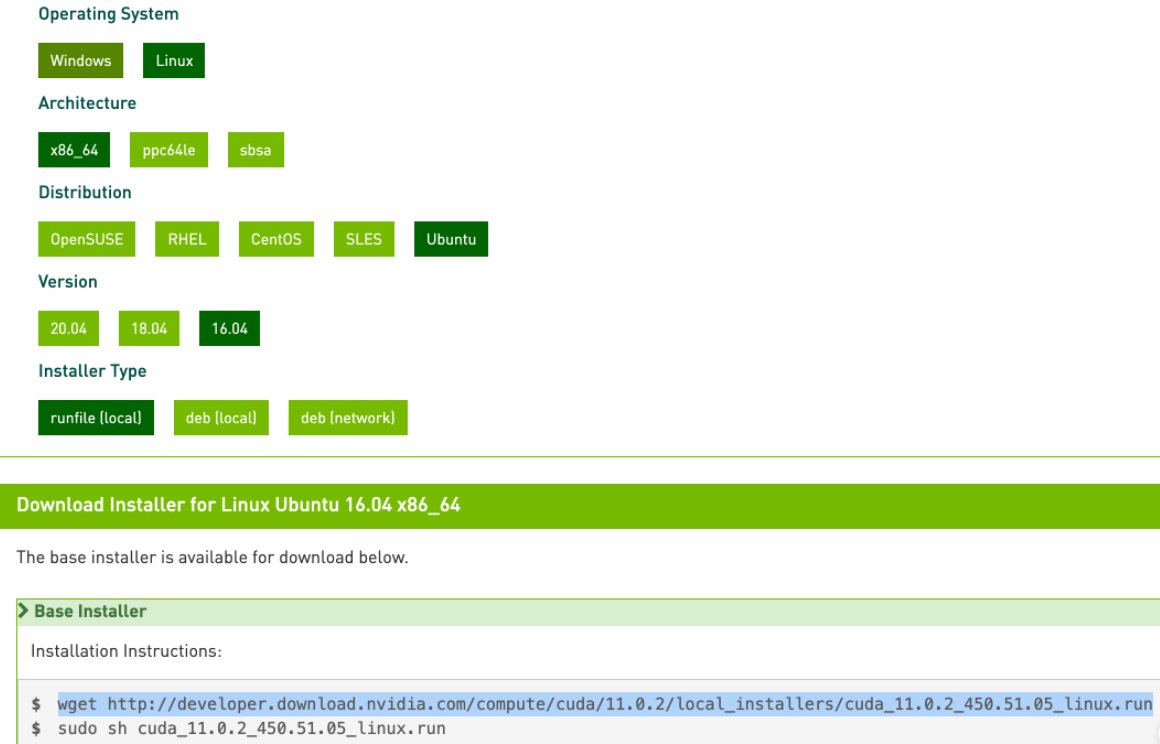 Operating System
Windows Linux
Architecture
x86_64 ppc64le sbsa
Distribution
OpenSUSE RHEL CentOS SLES Ubuntu
Version
20.04 18.04 16.04
Installer Type
runfile (local) deb (local) deb (network)
Download Installer for Linux Ubuntu 16.04 x86_64
The base installer is available for download below.
Base Installer
Installation Instructions:
$ wget http://developer.download.nvidia.com/compute/cuda/11.0.2/local_installers/cuda_11.0.2_450.51.05_linux.run
$ sudo sh cuda_11.0.2_450.51.05_linux.run